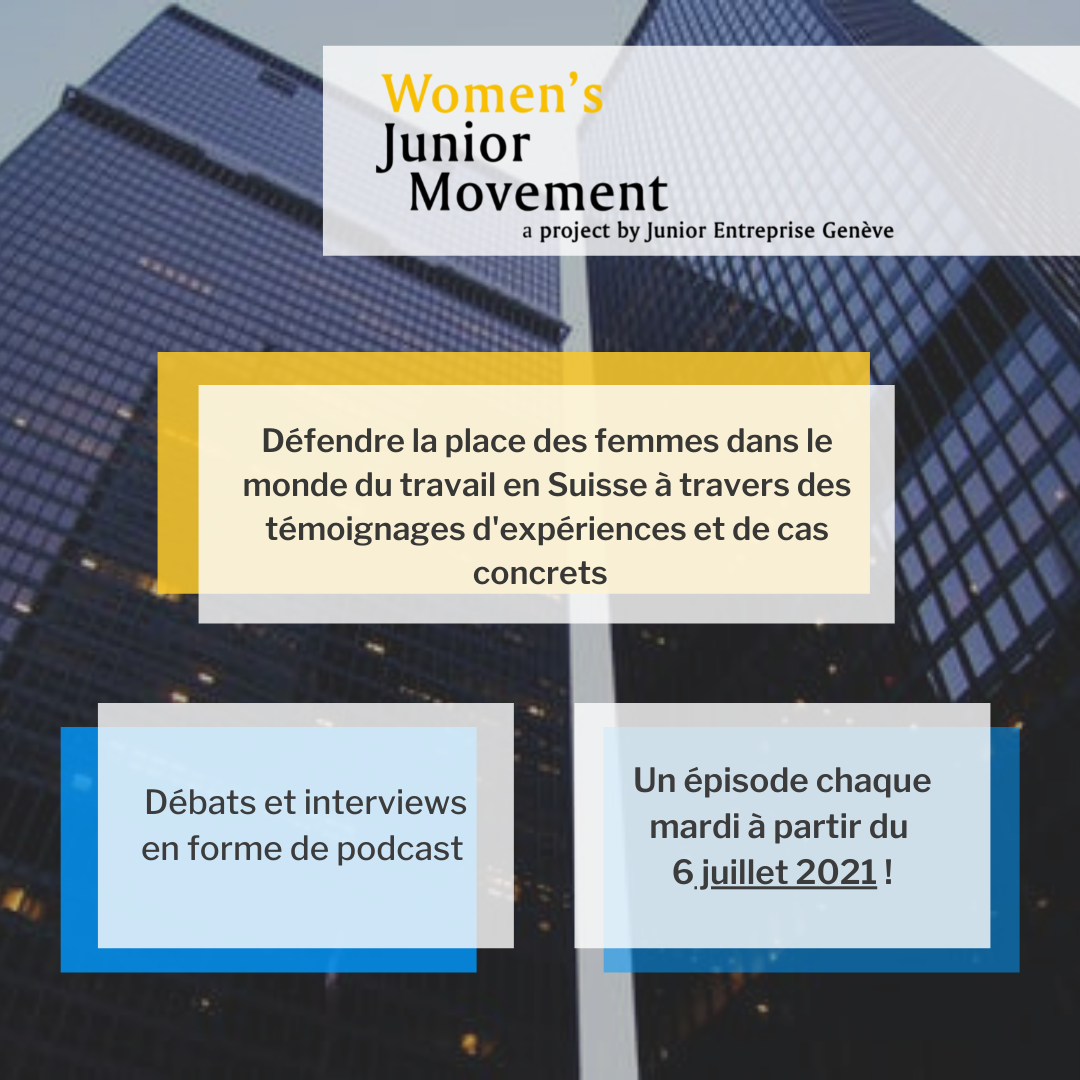 Women’s
Junior
Movement
a project by Junior Entreprise Genève
Défendre la place des femmes dans le
monde du travail en Suisse à travers des
témoignages d'expériences et de cas
concrets
Débats et interviews
en forme de podcast
Un épisode chaque
mardi à partir du
6 juillet 2021 !